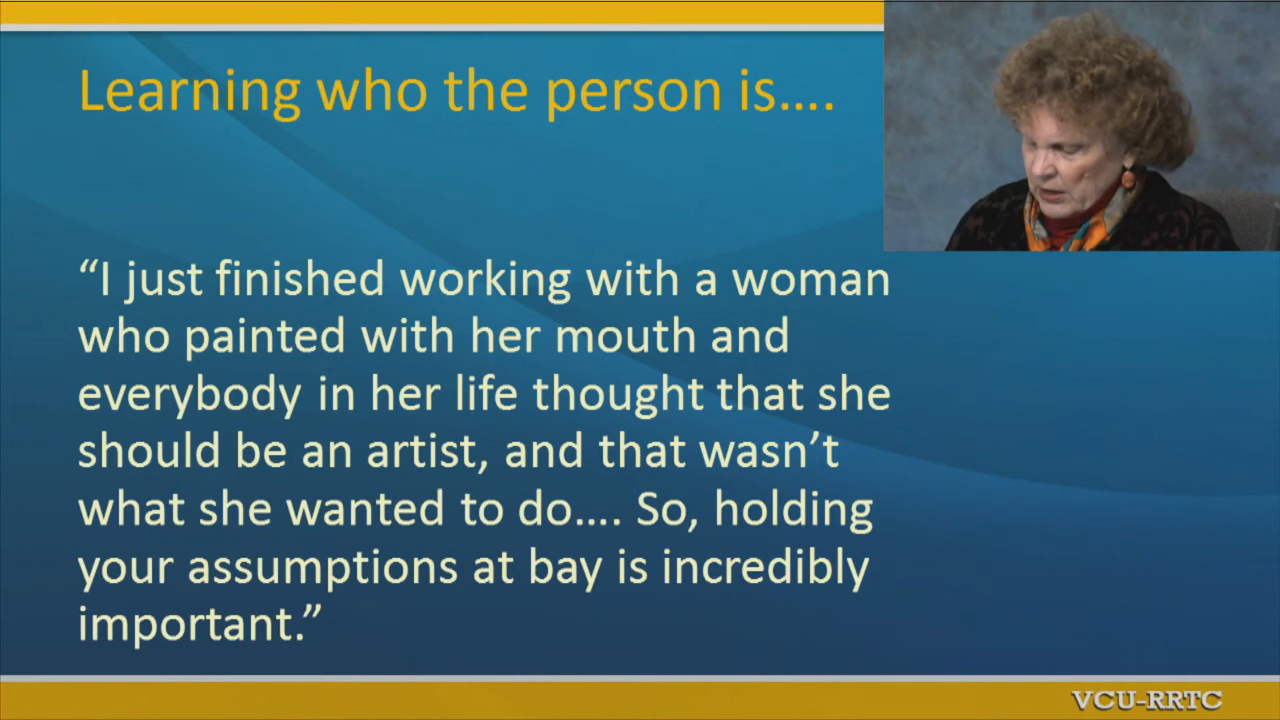 Learning who the person is....
“I just finished working with a woman
who painted with her mouth and
everybody in her life thought that she
should be an artist, and that wasn’t
what she wanted to do.... So, holding
your assumptions at bay is incredibly
important.”
VCU-RRTC